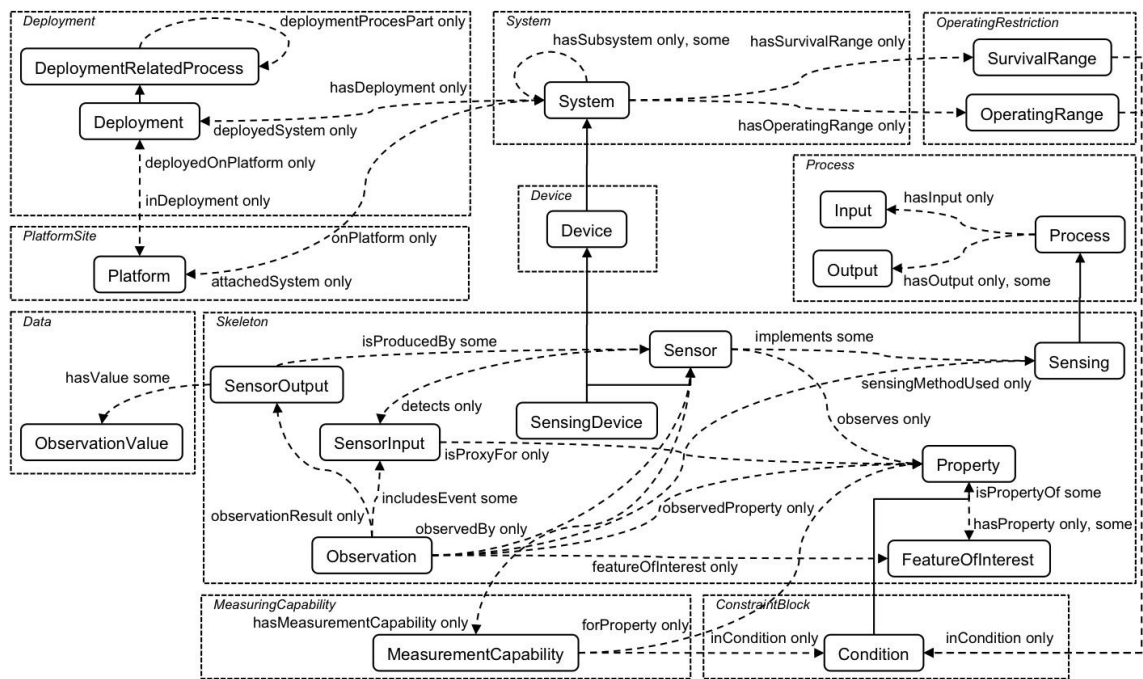 Deployment
deploymentProcesPart only
DeploymentRelatedProcess
hasDeployment only
Deployment
deployedSystem only
deployedOnPlatform only
inDeployment only
System
hasSubsystem only, some
hasSurvivalRange only
System
hasOperatingRange only
OperatingRestriction
SurvivalRange
OperatingRange
Device
Device
Process
hasInput only
Input
Process
Output
hasOutput only, some
PlatformSite
onPlatform only
Platform
attachedSystem only
Data
hasValue some
ObservationValue
Skeleton
isProducedBy some
Sensor
implements some
Sensing
SensorOutput
sensingMethodUsed only
detects only
SensingDevice
observes only
SensorInput
isProxyFor only
Property
isPropertyOf some
includesEvent some
observationResult only
observedBy only
observedProperty only
hasProperty only, some
Observation
featureOfInterest only
FeatureOfInterest
MeasuringCapability
hasMeasurementCapability only
forProperty only
MeasurementCapability
ConstraintBlock
inCondition only
Condition
inCondition only